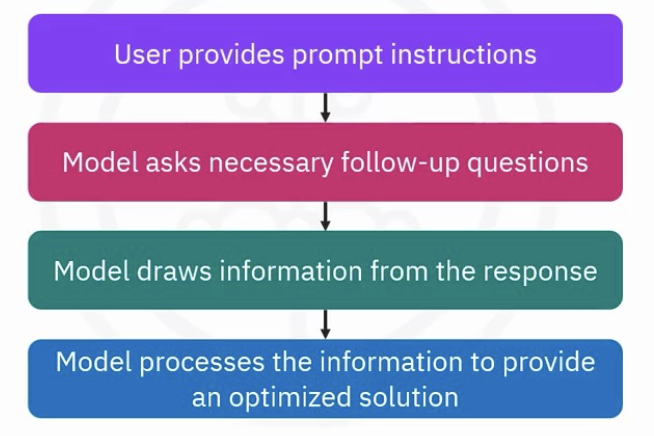 User provides prompt instructions
Model asks necessary follow-up questions
Model draws information from the response
Model processes the information to provide
an optimized solution